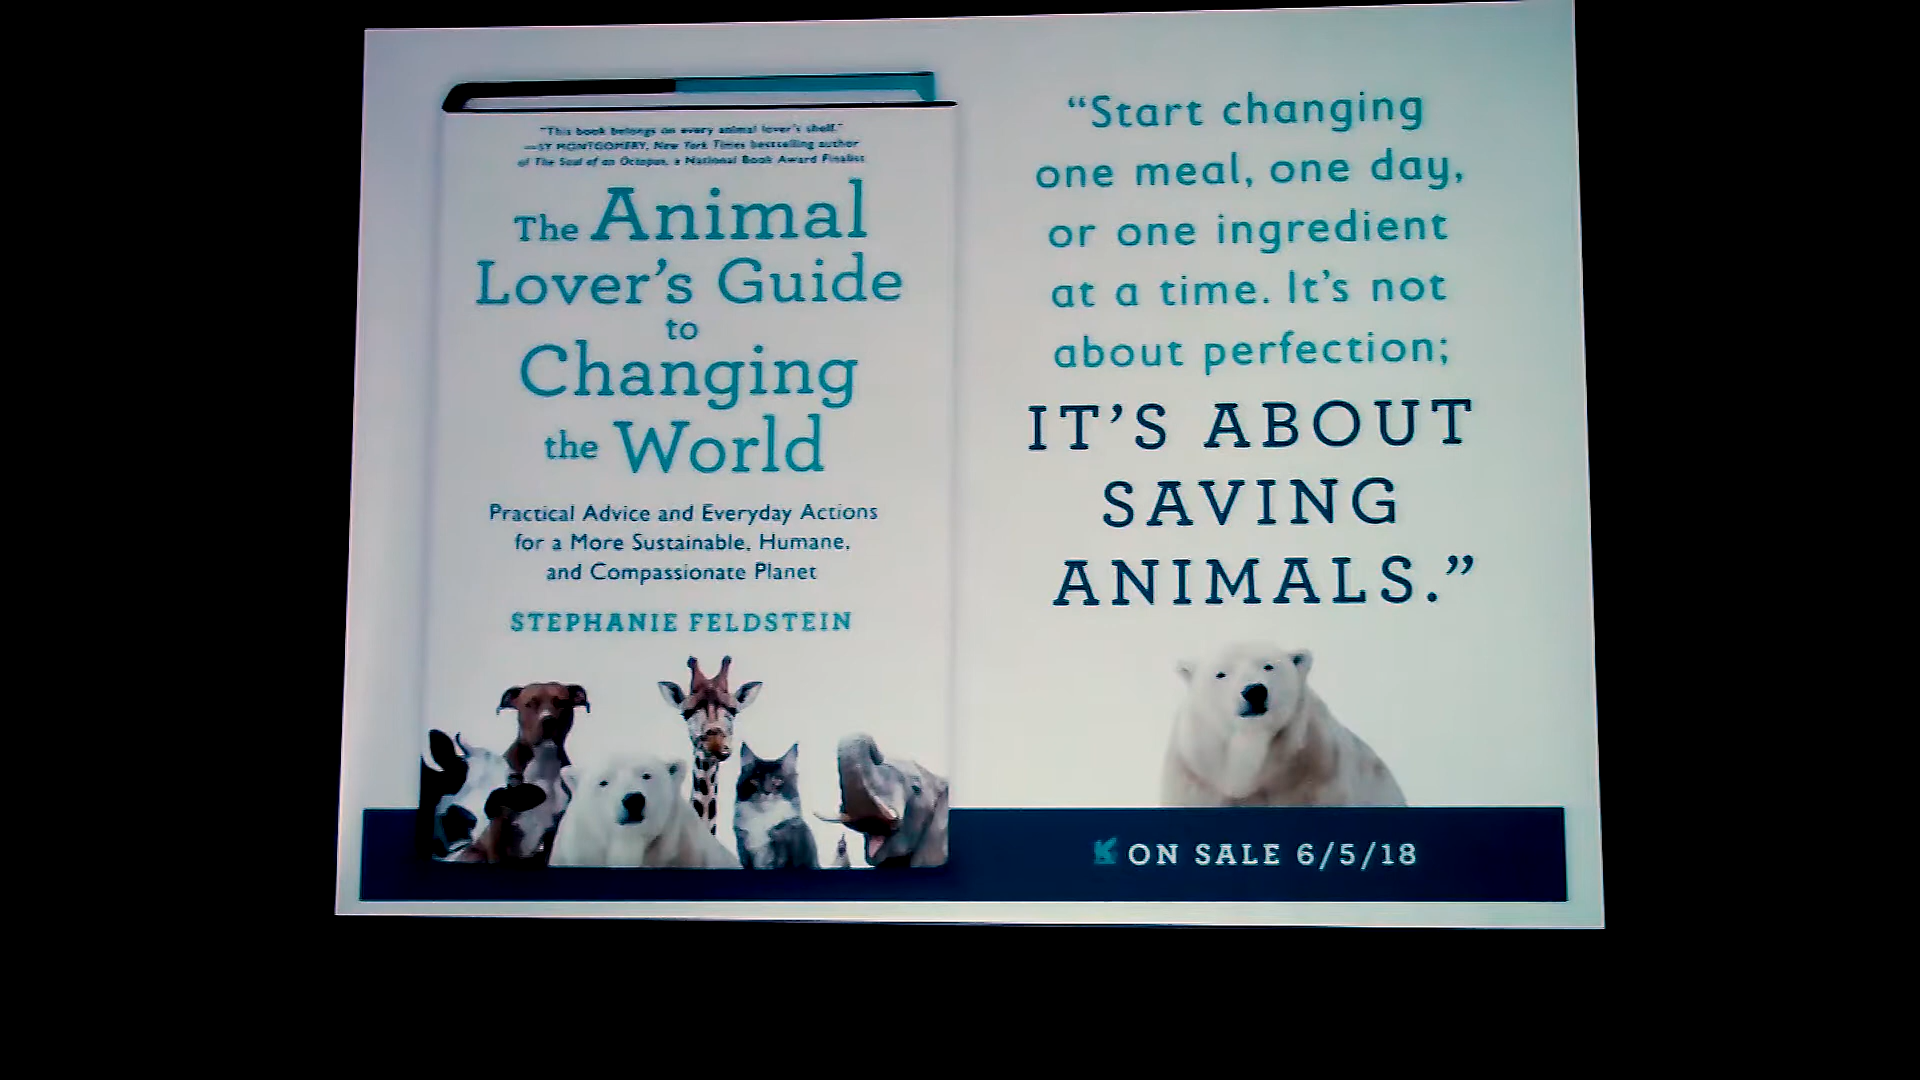 "This book belongs on every animal lover's shelf."
—SY MONTGOMERY, New York Times bestselling author
of The Soul of an Octopus, a National Book Award Finalist
The Animal
Lover's Guide
to
Changing
the World
Practical Advice and Everyday Actions
for a More Sustainable, Humane,
and Compassionate Planet
STEPHANIE FELDSTEIN
"Start changing
one meal, one day,
or one ingredient
at a time. It's not
about perfection;
IT'S ABOUT
SAVING
ANIMALS."
ON SALE 6/5/18